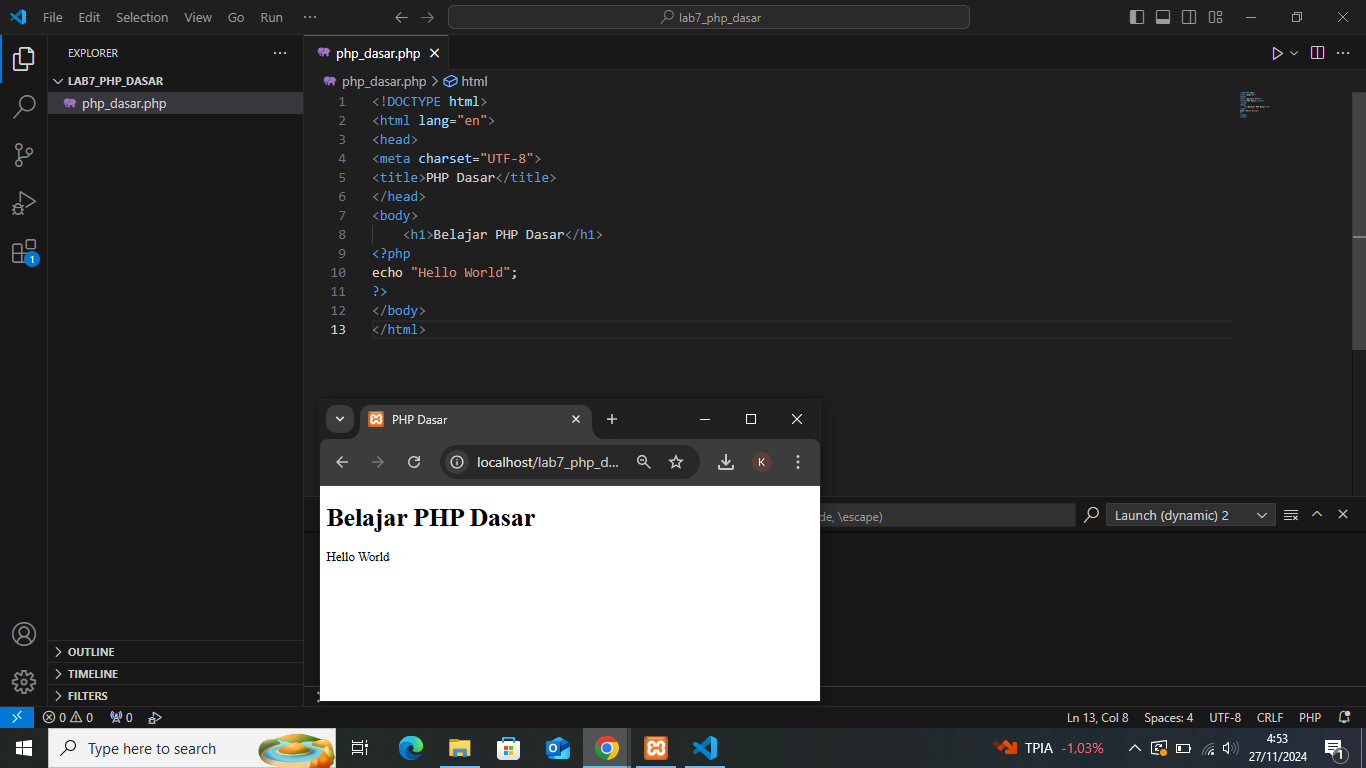 File Edit Selection View Go Run ··· lab7_php_dasar
EXPLORER ···
LAB7_PHP_DASAR
php_dasar.php
OUTLINE
TIMELINE
FILTERS
1
php_dasar.php
php_dasar.php > html
1 <!DOCTYPE html>
2 <html lang="en">
3 <head>
4 <meta charset="UTF-8">
5 <title>PHP Dasar</title>
6 </head>
7 <body>
8     <h1>Belajar PHP Dasar</h1>
9 <?php
10 echo "Hello World";
11 ?>
12 </body>
13 </html>
PHP Dasar
localhost/lab7_php_d... K
Belajar PHP Dasar
Hello World
de, \escape) Launch (dynamic) 2
0 0 0 Ln 13, Col 8 Spaces: 4 UTF-8 CRLF PHP
Type here to search TPIA -1,03% 4:53
27/11/2024 1